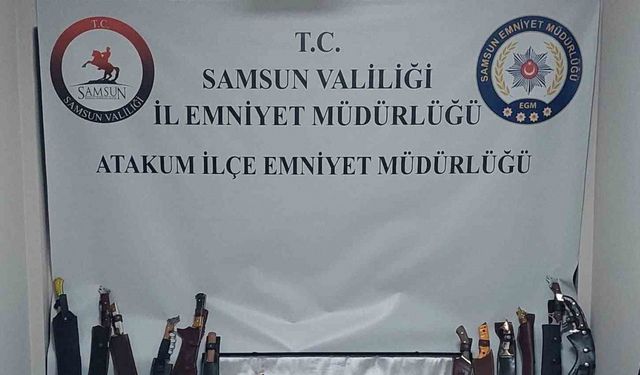 T.C.
SAMSUN VALİLİĞİ
İL EMNİYET MÜDÜRLÜĞÜ
ATAKUM İLÇE EMNİYET MÜDÜRLÜĞÜ
T.C.
SAMSUN
SAMSUN VALİLİĞİ
SAMSUN EMNİYET MÜDÜRLÜĞÜ
EGM